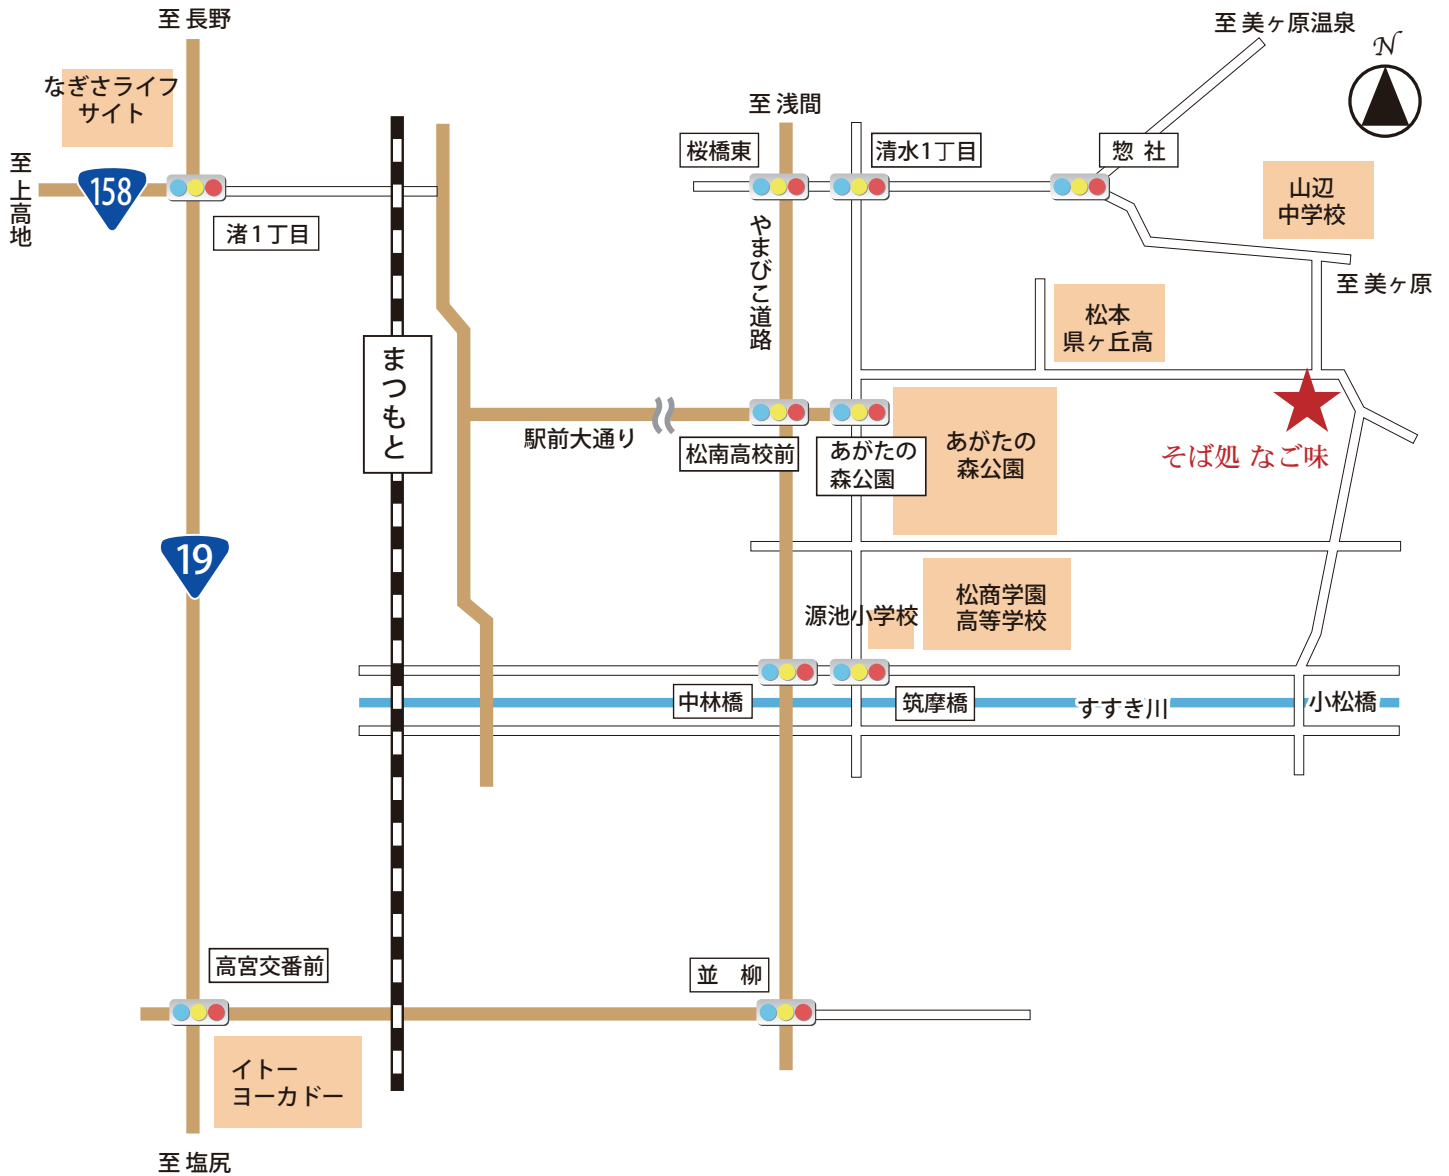 至 長野
至 美ヶ原温泉
N
なぎさライフ
サイト
至 浅間
至 上高地
158
桜橋東
清水1丁目
惣 社
山辺
中学校
渚1丁目
やまびこ道路
至 美ヶ原
松本
県ヶ丘高
まつもと
駅前大通り
松南高校前
あがたの
森公園
あがたの
森公園
そば処 なご味
19
源池小学校
松商学園
高等学校
中林橋
筑摩橋
すすき川
小松橋
高宮交番前
並 柳
イトー
ヨーカドー
至 塩尻